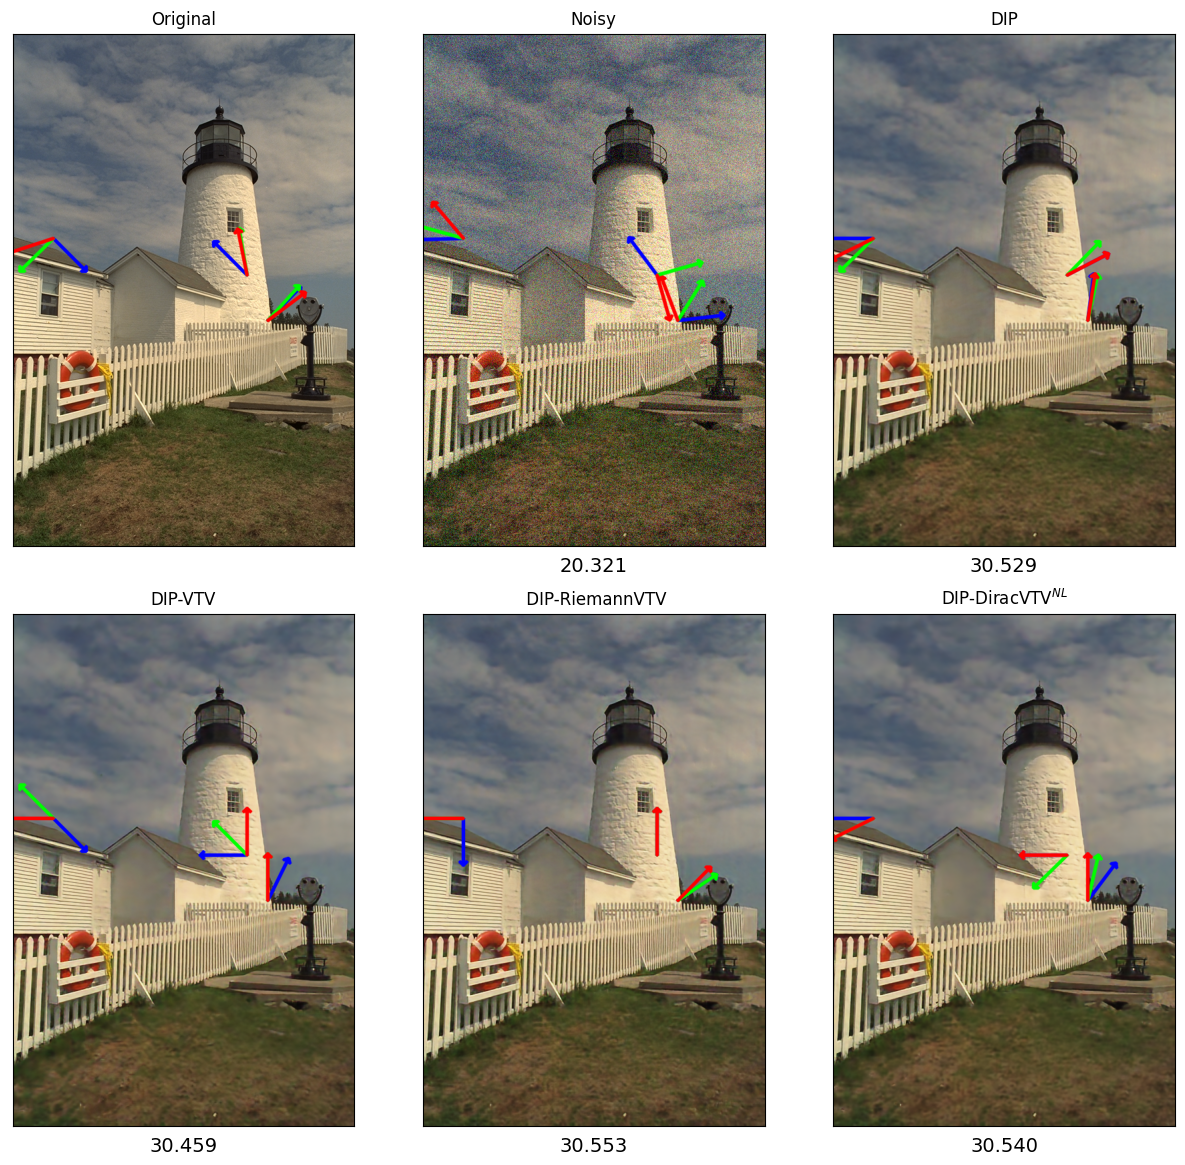 Original
Noisy
DIP
20.321
30.529
DIP-VTV
DIP-RiemannVTV
DIP-DiracVTV^{NL}
30.459
30.553
30.540